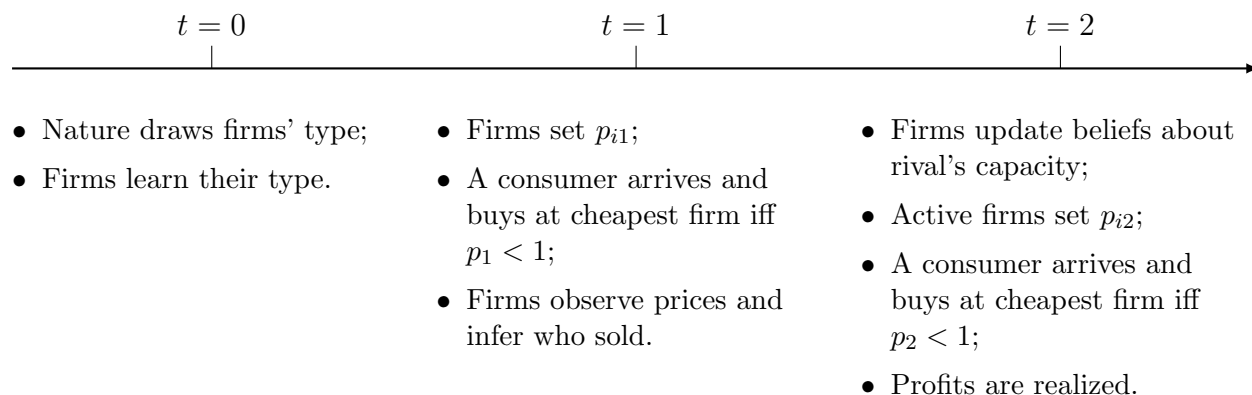 t = 0
t = 1
t = 2
• Nature draws firms' type;
• Firms learn their type.
• Firms set p_{i1};
• A consumer arrives and
buys at cheapest firm iff
p_1 < 1;
• Firms observe prices and
infer who sold.
• Firms update beliefs about
rival's capacity;
• Active firms set p_{i2};
• A consumer arrives and
buys at cheapest firm iff
p_2 < 1;
• Profits are realized.